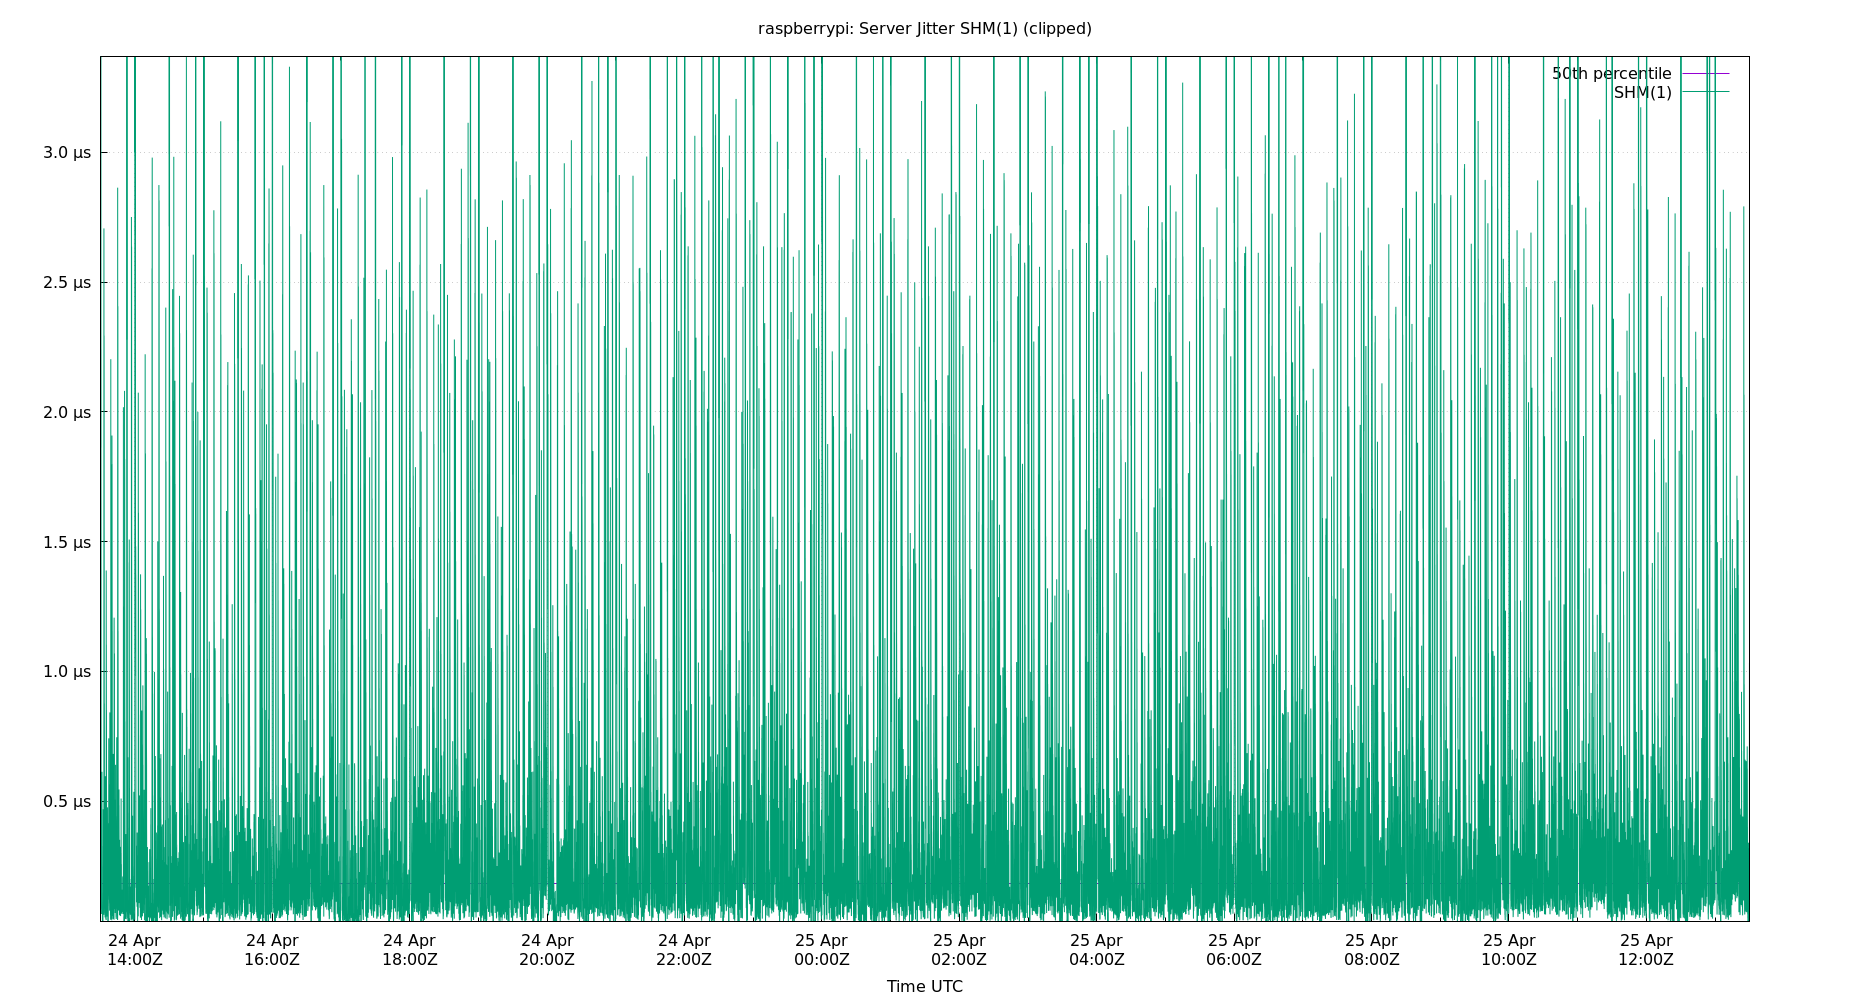 raspberrypi: Server Jitter SHM(1) (clipped)
50th percentile
SHM(1)
3.0 µs
2.5 µs
2.0 µs
1.5 µs
1.0 µs
0.5 µs
24 Apr 24 Apr 24 Apr 24 Apr 24 Apr 25 Apr 25 Apr 25 Apr 25 Apr 25 Apr 25 Apr 25 Apr
14:00Z 16:00Z 18:00Z 20:00Z 22:00Z 00:00Z 02:00Z 04:00Z 06:00Z 08:00Z 10:00Z 12:00Z
Time UTC